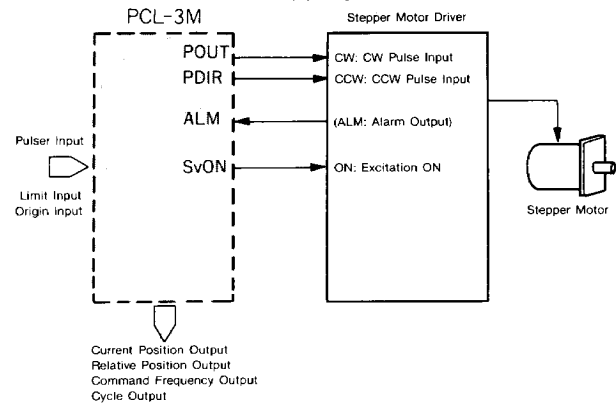 PCL-3M
Stepper Motor Driver
POUT
CW: CW Pulse Input
PDIR
CCW: CCW Pulse Input
ALM
(ALM: Alarm Output)
Pulser Input
SvON
ON: Excitation ON
Limit Input
Origin Input
Stepper Motor
Current Position Output
Relative Position Output
Command Frequency Output
Cycle Output